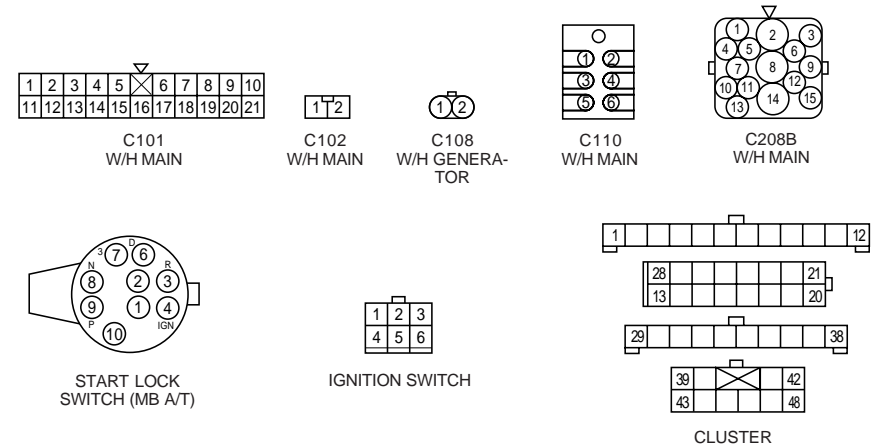 1 2 3 4 5 6 7 8 9 10
11 12 13 14 15 16 17 18 19 20 21
C101
W/H MAIN
1 2
C102
W/H MAIN
1 2
C108
W/H GENERA-
TOR
1 2
3 4
5 6
C110
W/H MAIN
1 2 3
4 5 6
7 8 9
10 11 12
13 14 15
C208B
W/H MAIN
3 7 D 6
N R
8 2 3
9 1 4
P IGN
10
START LOCK
SWITCH (MB A/T)
1 2 3
4 5 6
IGNITION SWITCH
1 12
28 21
13 20
29 38
39 42
43 48
CLUSTER